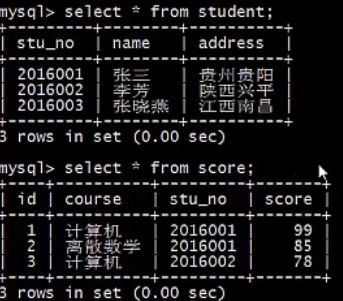 mysql> select * from student;
+---------+--------+----------+
| stu_no | name | address |
+---------+--------+----------+
| 2016001 | 张三 | 贵州贵阳 |
| 2016002 | 李芳 | 陕西兴平 |
| 2016003 | 张晓燕 | 江西南昌 |
+---------+--------+----------+
3 rows in set (0.00 sec)
mysql> select * from score;
+----+----------+---------+-------+
| id | course | stu_no | score |
+----+----------+---------+-------+
| 1 | 计算机 | 2016001 | 99 |
| 2 | 离散数学 | 2016001 | 85 |
| 3 | 计算机 | 2016002 | 78 |
+----+----------+---------+-------+
3 rows in set (0.00 sec)